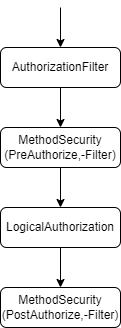 AuthorizationFilter
MethodSecurity
(PreAuthorize,-Filter)
LogicalAuthorization
MethodSecurity
(PostAuthorize,-Filter)